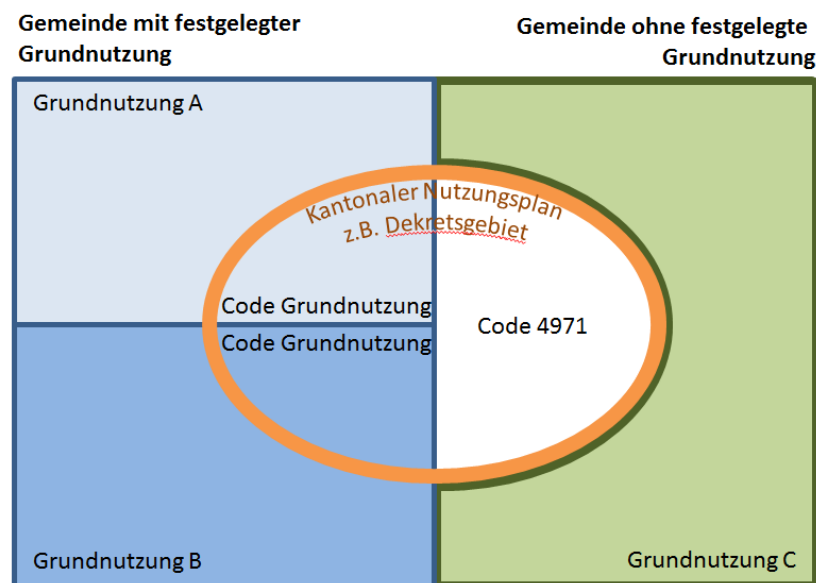 Gemeinde mit festgelegter
Grundnutzung
Gemeinde ohne festgelegte
Grundnutzung
Grundnutzung A
Kantonaler Nutzungsplan
z.B. Dekretsgebiet
Code Grundnutzung
Code Grundnutzung
Code 4971
Grundnutzung B
Grundnutzung C